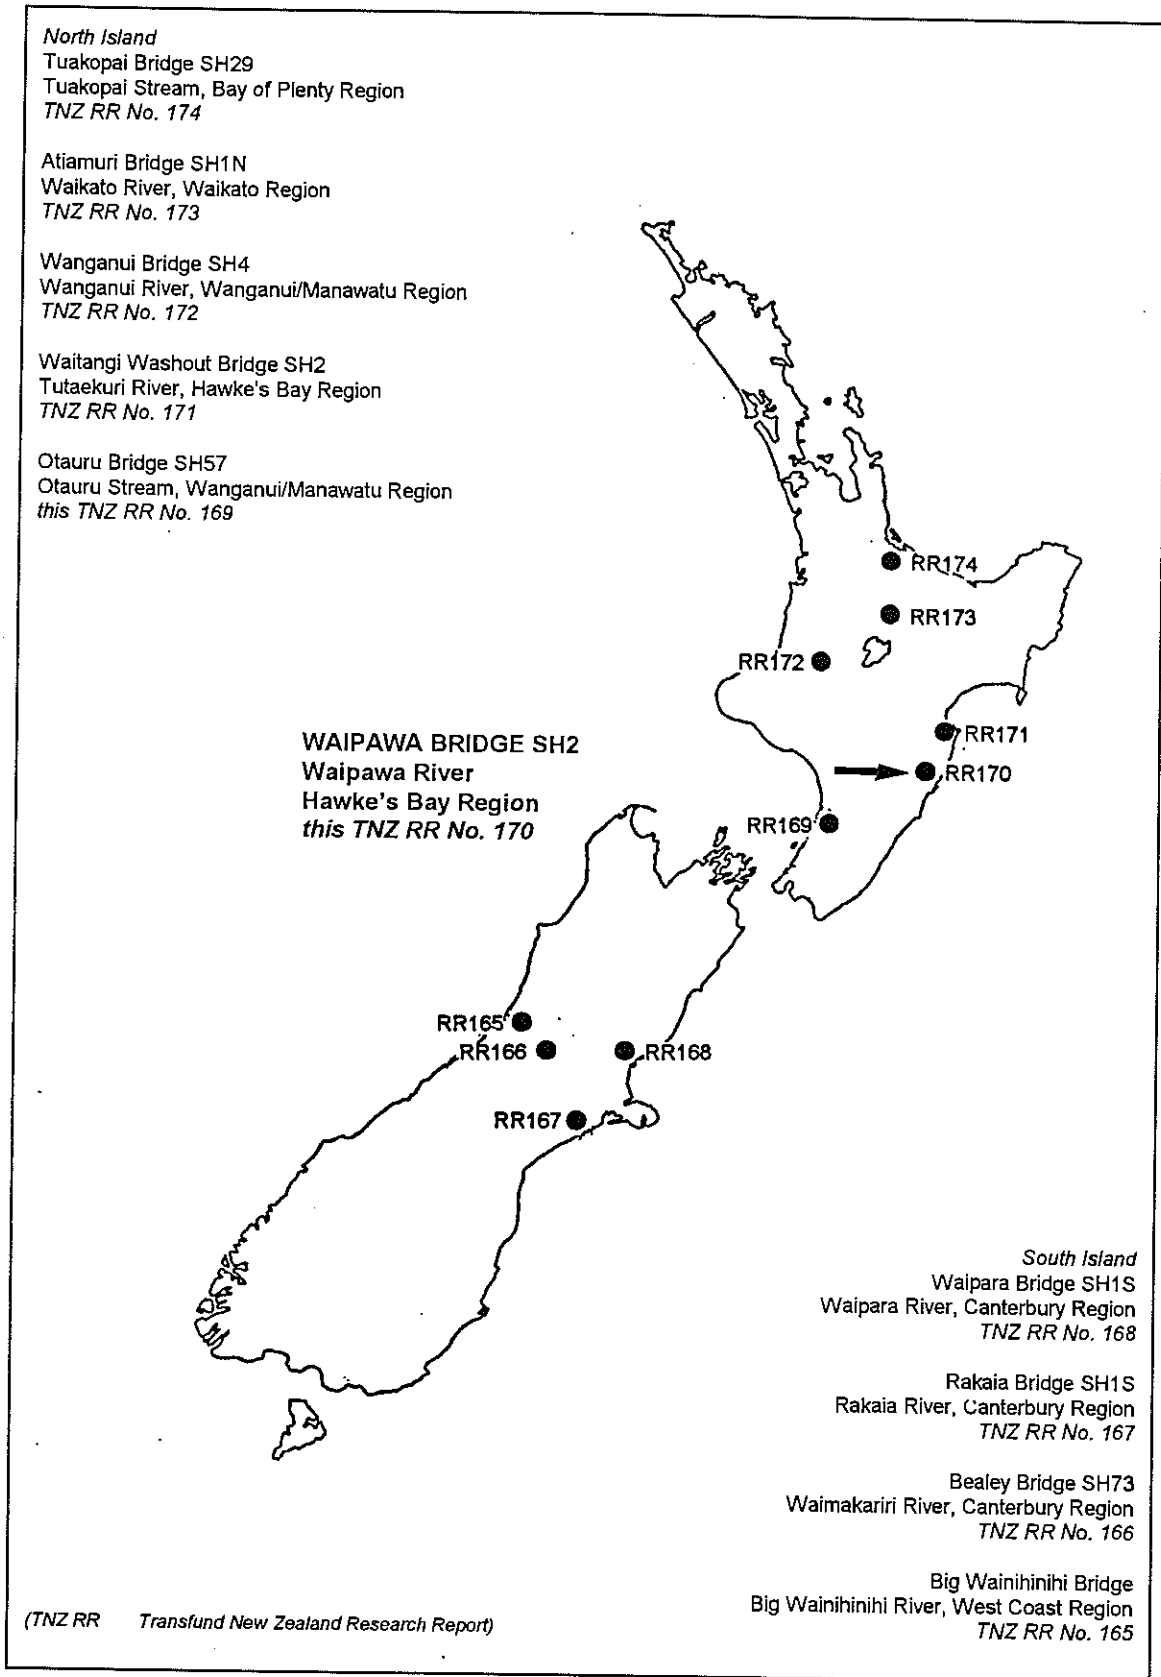 North Island
Tuakopai Bridge SH29
Tuakopai Stream, Bay of Plenty Region
TNZ RR No. 174
Atiamuri Bridge SH1N
Waikato River, Waikato Region
TNZ RR No. 173
Wanganui Bridge SH4
Wanganui River, Wanganui/Manawatu Region
TNZ RR No. 172
Waitangi Washout Bridge SH2
Tutaekuri River, Hawke's Bay Region
TNZ RR No. 171
Otauru Bridge SH57
Otauru Stream, Wanganui/Manawatu Region
this TNZ RR No. 169
RR174
RR173
RR172
RR171
RR170
RR169
WAIPAWA BRIDGE SH2
Waipawa River
Hawke's Bay Region
this TNZ RR No. 170
RR165
RR166
RR168
RR167
South Island
Waipara Bridge SH1S
Waipara River, Canterbury Region
TNZ RR No. 168
Rakaia Bridge SH1S
Rakaia River, Canterbury Region
TNZ RR No. 167
Bealey Bridge SH73
Waimakariri River, Canterbury Region
TNZ RR No. 166
Big Wainihinihi Bridge
Big Wainihinihi River, West Coast Region
TNZ RR No. 165
(TNZ RR Transfund New Zealand Research Report)